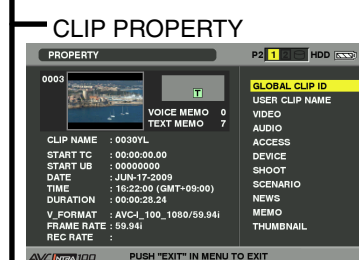 CLIP PROPERTY
PROPERTY
P2 1 2 HDD
0003
T
VOICE MEMO 0
TEXT MEMO 7
CLIP NAME : 0030YL
START TC : 00:00:00.00
START UB : 00000000
DATE : JUN-17-2009
TIME : 16:22:00 (GMT+09:00)
DURATION : 00:00:28.24
V_FORMAT : AVC-I_100_1080/59.94i
FRAME RATE : 59.94i
REC RATE :
GLOBAL CLIP ID
USER CLIP NAME
VIDEO
AUDIO
ACCESS
DEVICE
SHOOT
SCENARIO
NEWS
MEMO
THUMBNAIL
AVC INTRA 100
PUSH "EXIT" IN MENU TO EXIT